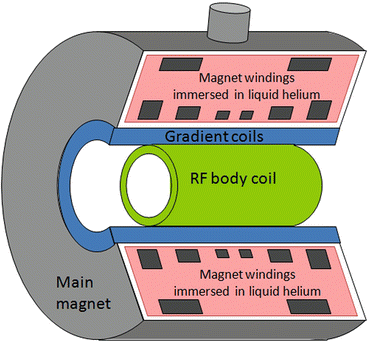 Magnet windings
immersed in liquid helium
Gradient coils
RF body coil
Main
magnet
Magnet windings
immersed in liquid helium